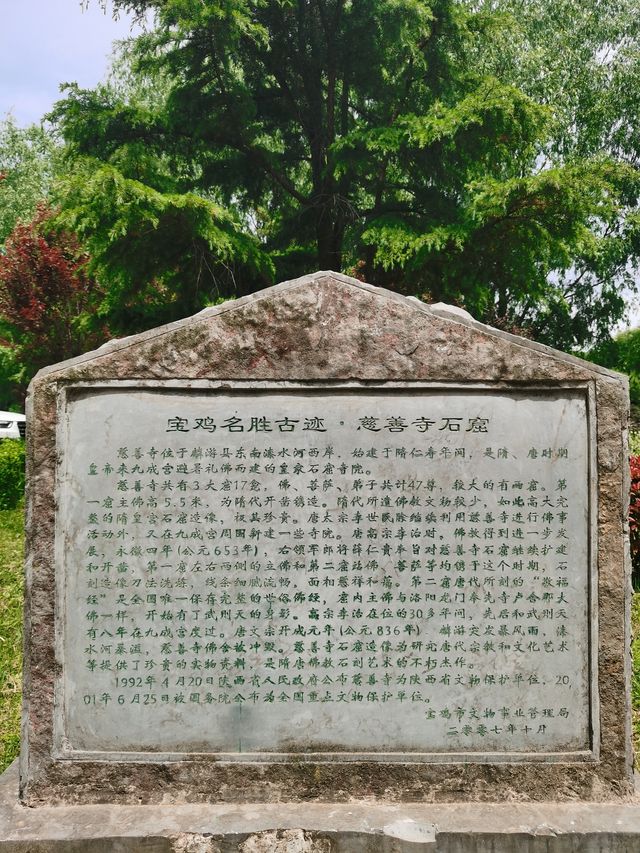 宝鸡名胜古迹·慈善寺石窟
慈善寺位于麟游县东南漆水河西岸,始建于隋仁寿年间,是隋、唐时期
皇帝来九成宫避暑礼佛而建的皇家石窟寺院。
慈善寺共有3大窟17龛,佛、菩萨、弟子共计47尊,较大的有两窟。第
一窟主佛高5.5米,为隋代开凿镌造。隋代所造佛教文物较少,如此高大完
整的隋皇宫石窟造像,极其珍贵。唐太宗李世民除继续利用慈善寺进行佛事
活动外,又在九成宫周围新建一些寺院。唐高宗李治时,佛教得到进一步发
展,永徽四年(公元653年),右领军郎将薛仁贵奉旨对慈善寺石窟继续扩建
和开凿,第一窟左右两侧的立佛和第二窟站佛、菩萨等均镌于这个时期,石
刻造像刀法洗炼,线条细腻流畅,面相慈祥和蔼。第二窟唐代所刻的“敬福
经”是全国唯一保存完整的世俗佛经,窟内主佛与洛阳龙门奉先寺卢舍那大
佛一样,开始有了武则天的身影。高宗李治在位的30多年间,先后和武则天
有八年在九成宫度过。唐文宗开成元年(公元836年),麟游突发暴风雨,漆
水河暴溢,慈善寺佛舍被冲毁。慈善寺石窟造像为研究唐代宗教和文化艺术
等提供了珍贵的实物资料,是隋唐佛教石刻艺术的不朽杰作。
1992年4月20日陕西省人民政府公布慈善寺为陕西省文物保护单位,20
01年6月25日被国务院公布为全国重点文物保护单位。
宝鸡市文物事业管理局
二零零七年十月